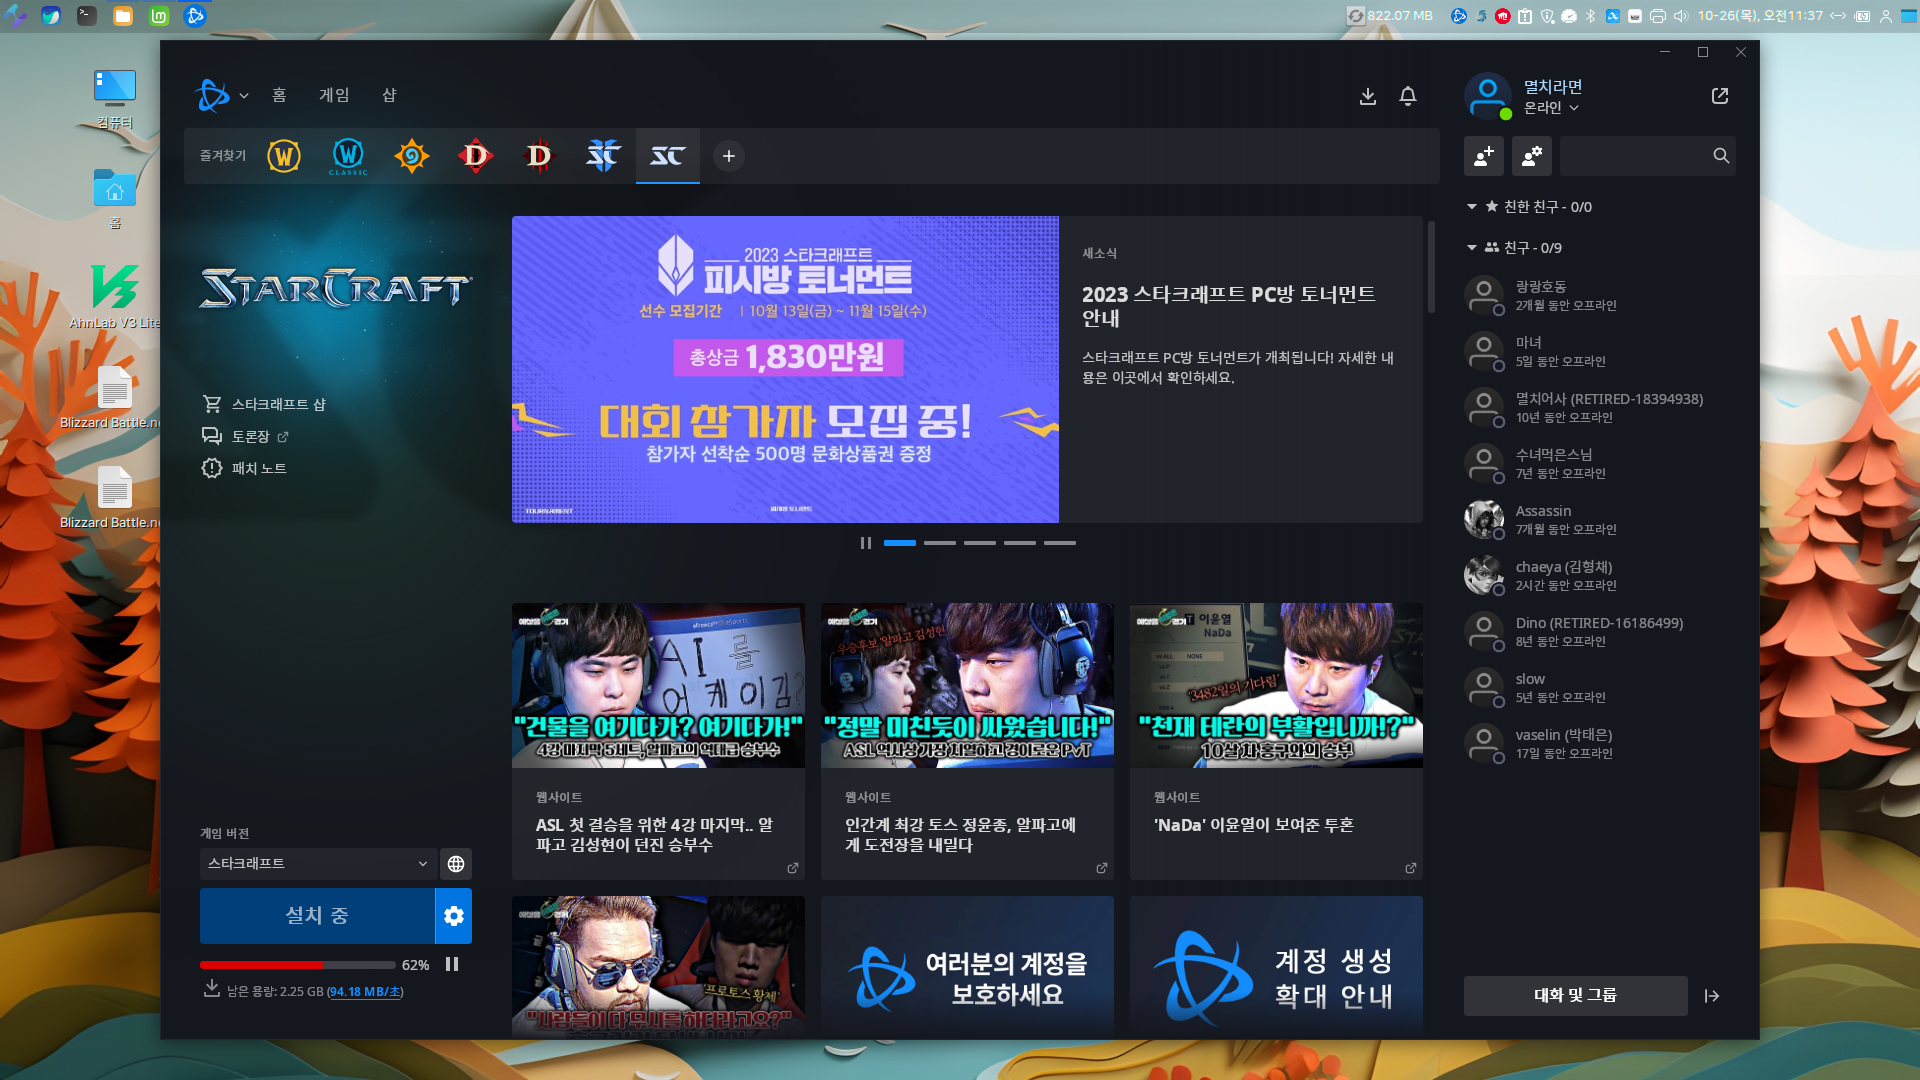 822.07 MB
10-26(목), 오전11:37
컴퓨터
홈
AhnLab V3 Lite
Blizzard Battle.ne
Blizzard Battle.ne
홈
게임
샵
즐겨찾기
CLASSIC
STARCRAFT
스타크래프트 샵
토론장
패치 노트
2023 스타크래프트
피시방 토너먼트
선수 모집기간 | 10월 13일(금) ~ 11월 15일(수)
총상금 1,830만원
대회 참가자 모집 중!
참가자 선착순 500명 문화상품권 증정
TOURNAMENT
새소식
2023 스타크래프트 PC방 토너먼트
안내
스타크래프트 PC방 토너먼트가 개최됩니다! 자세한 내
용은 이곳에서 확인하세요.
AI를
어케이김?
"건물을 여기다가? 여기다가!"
4강 마지막 5세트, 알파고의 역대급 승부수
웹사이트
ASL 첫 결승을 위한 4강 마지막.. 알
파고 김성현이 던진 승부수
우승후보 '알파고 김성현'
"정말 미친듯이 싸웠습니다!"
ASL 역사상 가장 치열하고 경이로운 PvT
웹사이트
인간계 최강 토스 정윤종, 알파고에
게 도전장을 내밀다
T 이윤열
NaDa
vs ALL NONE
'3482일의 기다림'
"천재 테란의 부활입니까!?"
10살 차 홍구와의 승부
웹사이트
'NaDa' 이윤열이 보여준 투혼
'프로토스 황제'
"사람들이 다 무시를 하더라고요?"
여러분의 계정을
보호하세요
계정 생성
확대 안내
게임 버전
스타크래프트
설치 중
62%
남은 용량: 2.25 GB (94.18 MB/초)
멸치라면
온라인
친한 친구 - 0/0
친구 - 0/9
랑랑호동
2개월 동안 오프라인
마녀
5일 동안 오프라인
멸치어사 (RETIRED-18394938)
10년 동안 오프라인
수녀먹은스님
7년 동안 오프라인
Assassin
7개월 동안 오프라인
chaeya (김형채)
2시간 동안 오프라인
Dino (RETIRED-16186499)
8년 동안 오프라인
slow
5년 동안 오프라인
vaselin (박태은)
17일 동안 오프라인
대화 및 그룹